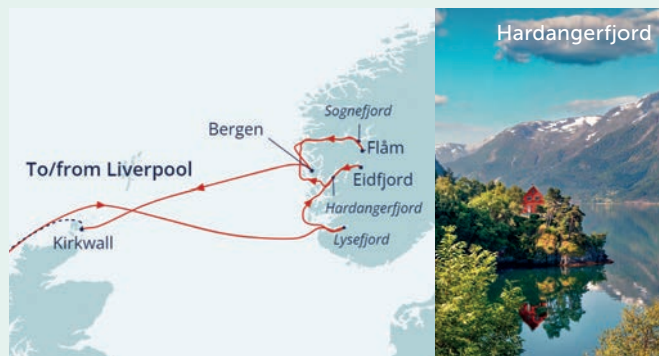 Hardangerfjord
Sognefjord
Bergen
Flåm
To/from Liverpool
Eidfjord
Hardangerfjord
Kirkwall
Lysefjord